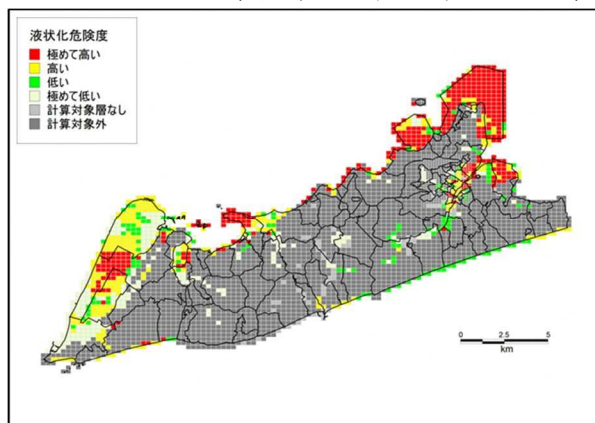 液状化危険度
極めて高い
高い
低い
極めて低い
計算対象層なし
計算対象外
0 2.5 5
km